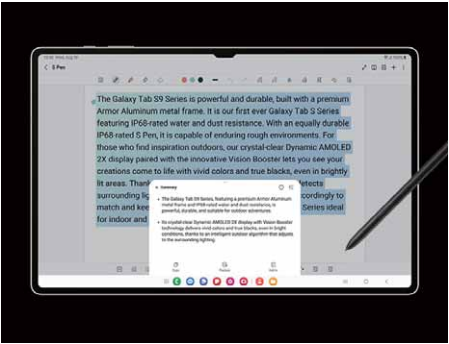 S Pen
The Galaxy Tab S9 Series is powerful and durable, built with a premium
Armor Aluminum metal frame. It is our first ever Galaxy Tab S Series
featuring IP68-rated water and dust resistance. With an equally durable
IP68-rated S Pen, it is capable of enduring rough environments. For
those who find inspiration outdoors, our crystal-clear Dynamic AMOLED
2X display paired with the innovative Vision Booster lets you see your
creations come to life with vivid colors and true blacks, even in brightly
lit areas. Thank
surrounding lig
match and kee
for indoor and
etects
cordingly to
Series ideal
Summary
• The Galaxy Tab S9 Series, featuring a premium Armor Aluminum
metal frame and IP68-rated water and dust resistance, is
powerful, durable, and suitable for outdoor adventures.
• Its crystal-clear Dynamic AMOLED 2X display with Vision Booster
technology delivers vivid colors and true blacks, even in bright
conditions, thanks to an intelligent outdoor algorithm that adjusts
to the surrounding lighting.
Copy
Replace